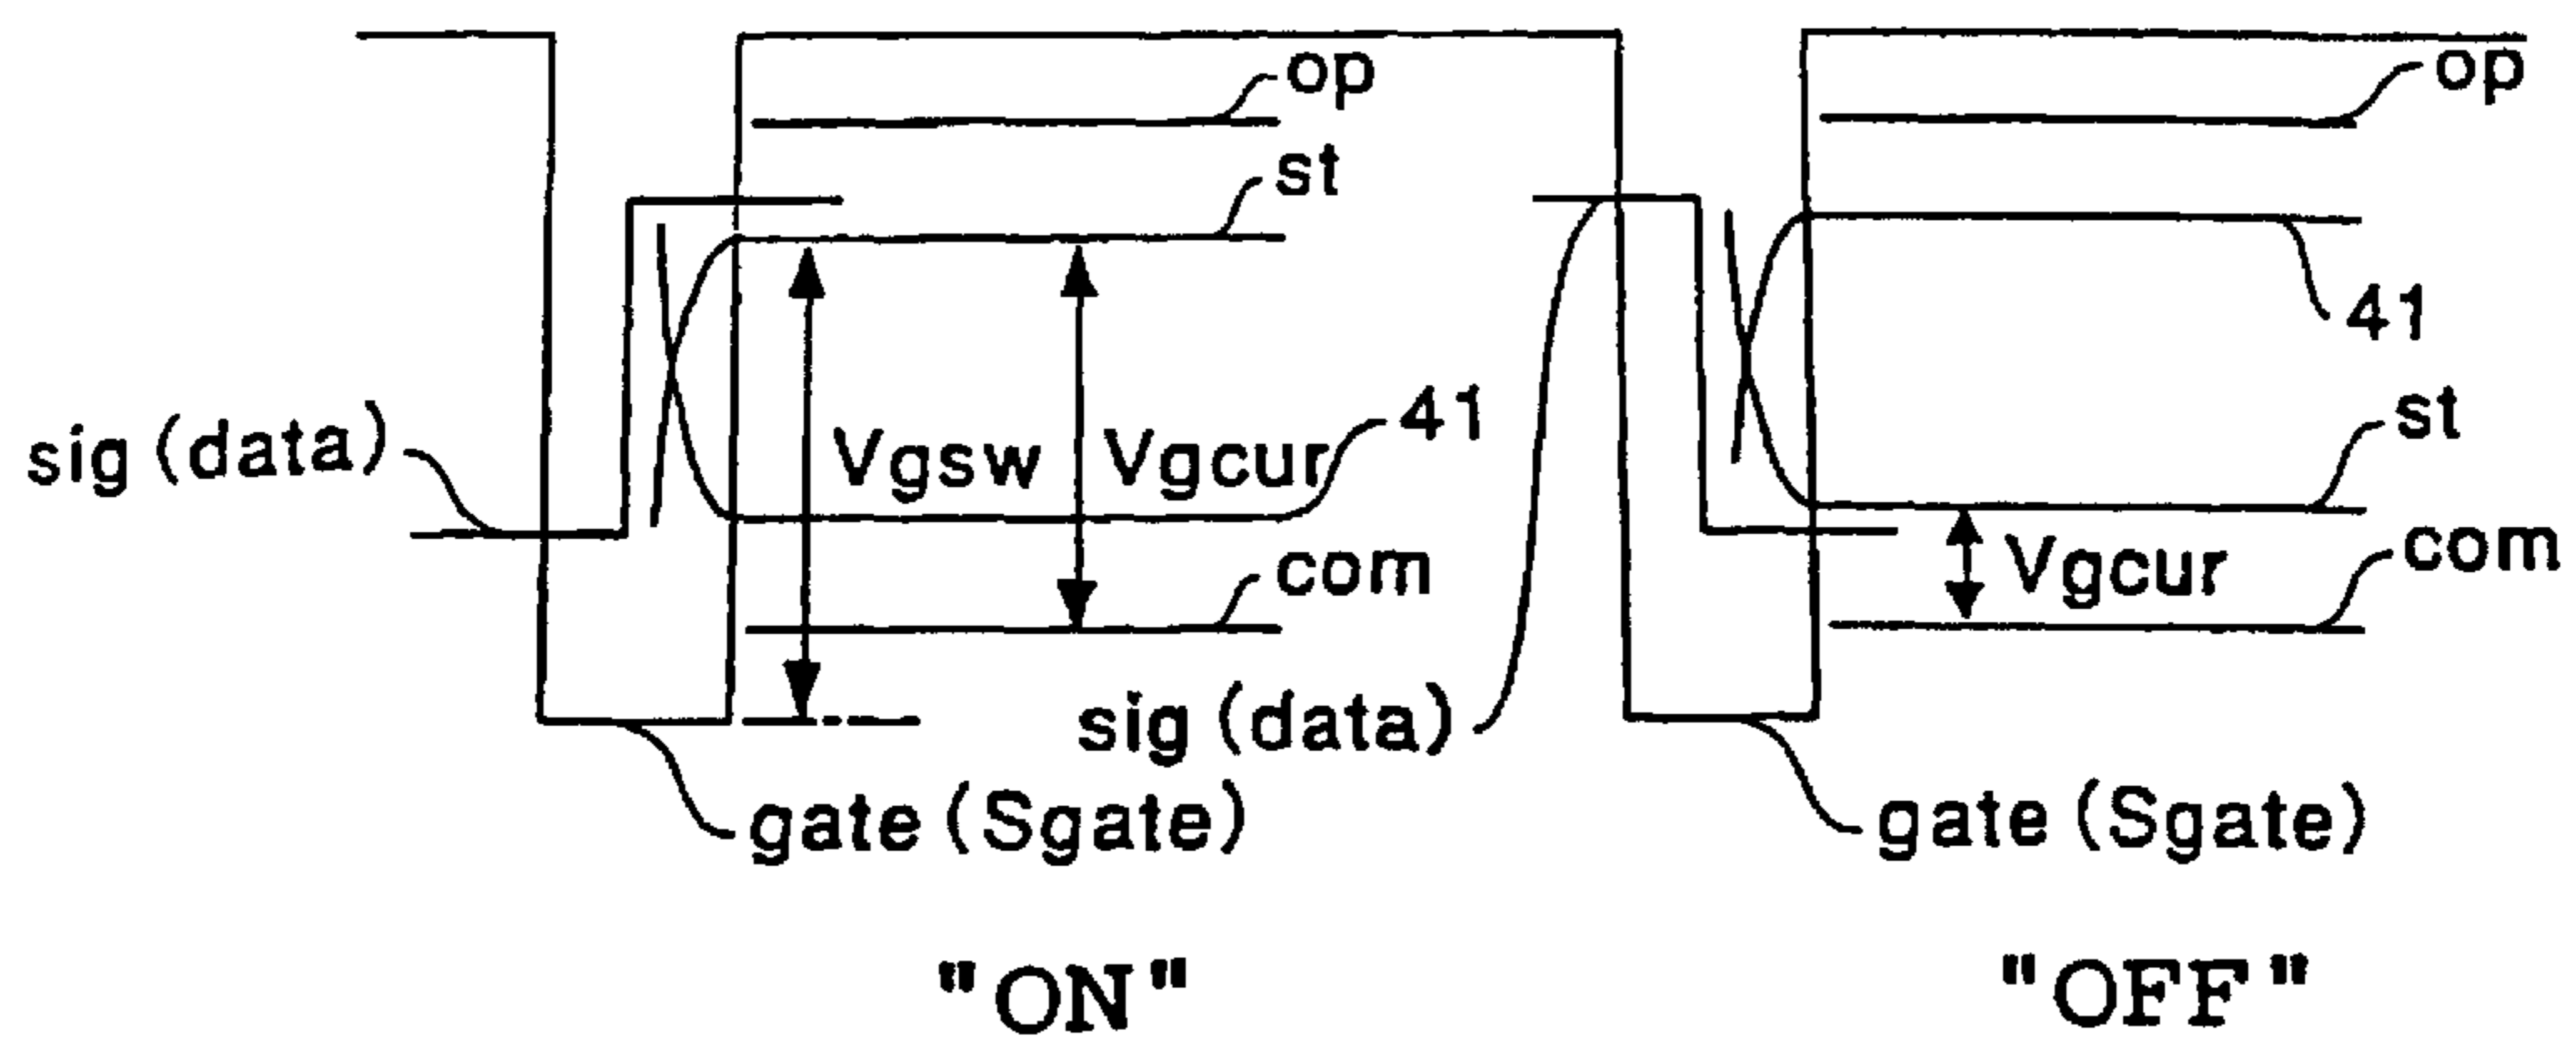 op
op
st
41
sig (data)
Vgsw
Vgcur
41
st
com
com
Vgcur
sig (data)
gate (Sgate)
gate (Sgate)
"ON"
"OFF"